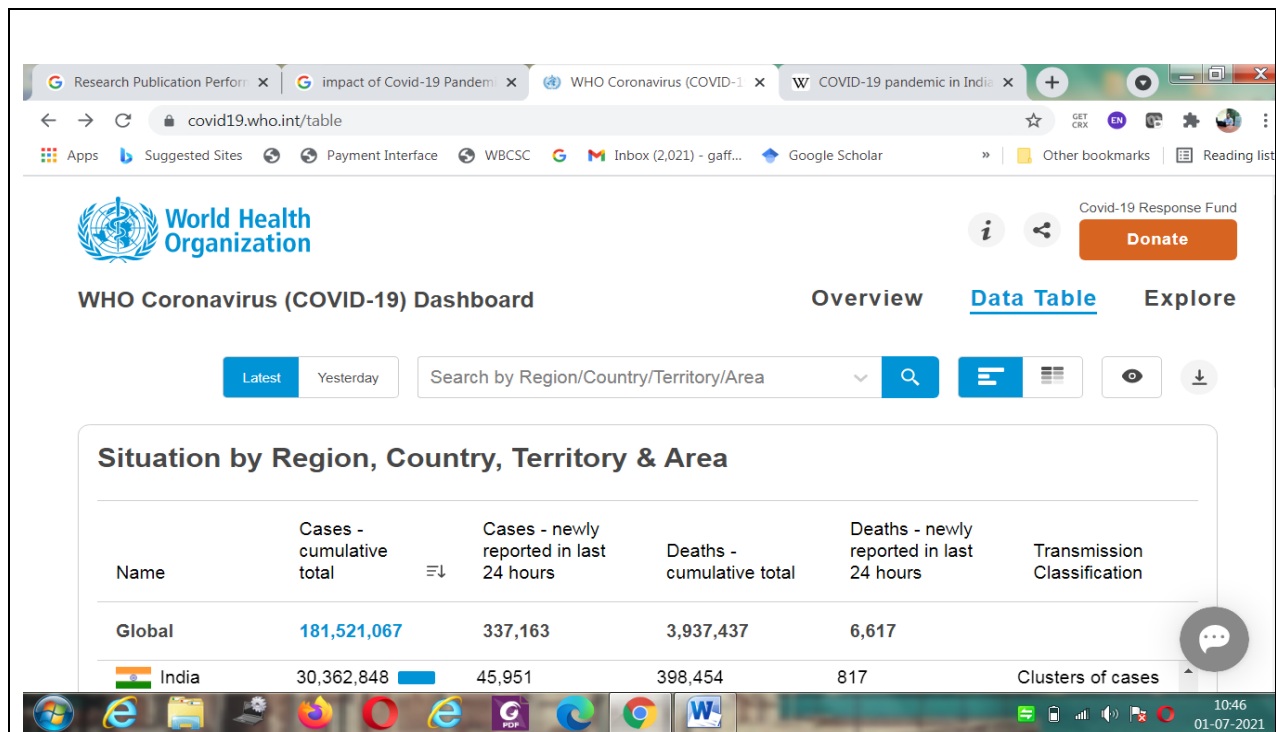 Research Publication Perforn
impact of Covid-19 Pandem
WHO Coronavirus (COVID-1
W COVID-19 pandemic in India
covid19.who.int/table
GET CRX
EN
Apps Suggested Sites Payment Interface WBCSC Inbox (2,021) - gaff... Google Scholar » Other bookmarks Reading list
World Health
Organization
Covid-19 Response Fund
Donate
WHO Coronavirus (COVID-19) Dashboard Overview Data Table Explore
Latest Yesterday Search by Region/Country/Territory/Area
Situation by Region, Country, Territory & Area
Name
Cases -
cumulative
total
Cases - newly
reported in last
24 hours
Deaths -
cumulative total
Deaths - newly
reported in last
24 hours
Transmission
Classification
Global 181,521,067 337,163 3,937,437 6,617
India 30,362,848 45,951 398,454 817 Clusters of cases
PDF
10:46
01-07-2021